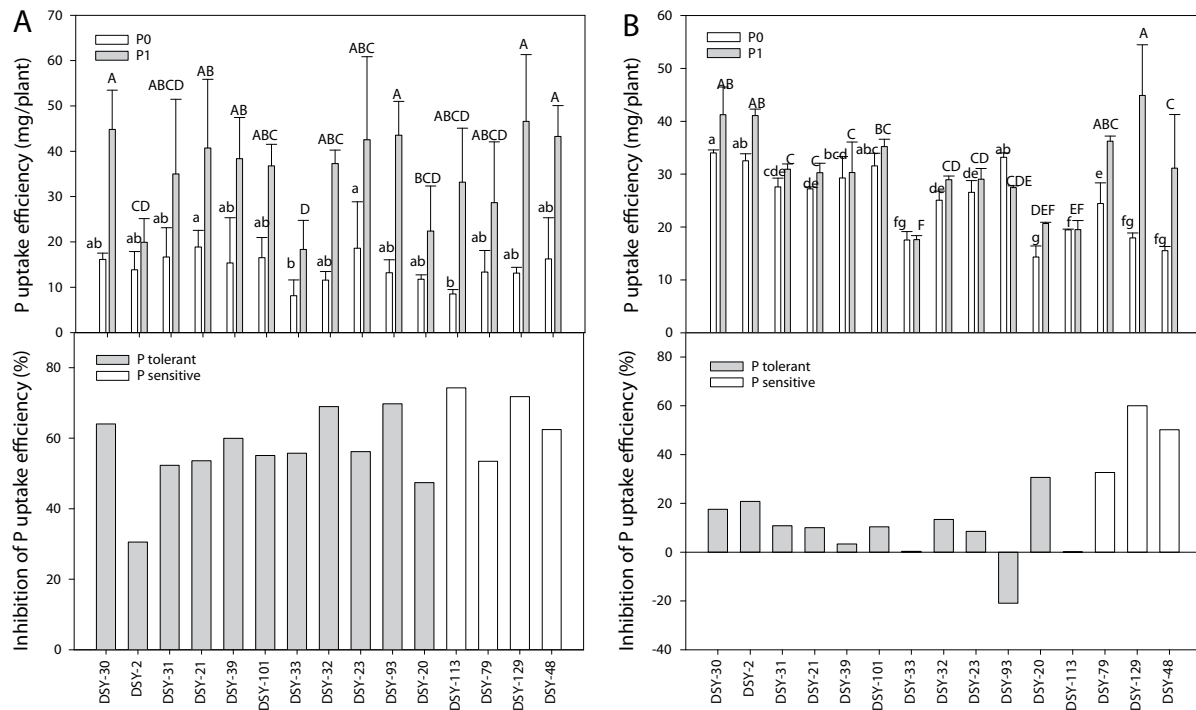 A
P uptake efficiency (mg/plant)
70
60
50
40
30
20
10
0
P0
P1
ab A
ab CD
ab ABCD
a AB
ab AB
ab ABC
b D
ab ABC
a ABC
ab A
ab BCD
b ABCD
ab ABCD
ab A
ab A
Inhibition of P uptake efficiency (%)
80
60
40
20
0
P tolerant
P sensitive
DSY-30
DSY-2
DSY-31
DSY-21
DSY-39
DSY-101
DSY-33
DSY-32
DSY-23
DSY-93
DSY-20
DSY-113
DSY-79
DSY-129
DSY-48
B
P uptake efficiency (mg/plant)
60
50
40
30
20
10
0
P0
P1
a AB
ab AB
cde C
de C
bcd C
abc BC
fg F
de CD
de CD
ab CDE
g DEF
f EF
e ABC
fg A
fg C
Inhibition of P uptake efficiency (%)
80
60
40
20
0
-20
-40
P tolerant
P sensitive
DSY-30
DSY-2
DSY-31
DSY-21
DSY-39
DSY-101
DSY-33
DSY-32
DSY-23
DSY-93
DSY-20
DSY-113
DSY-79
DSY-129
DSY-48